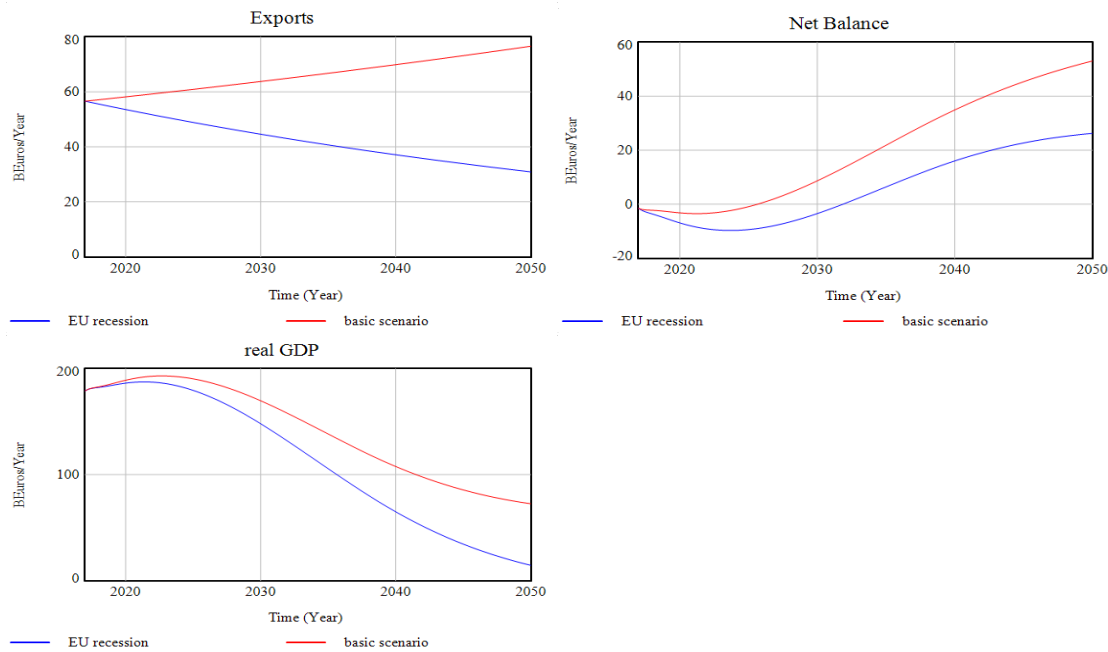 Exports
80
60
40
20
0
BEuros/Year
2020 2030 2040 2050
Time (Year)
EU recession basic scenario
Net Balance
60
40
20
0
-20
BEuros/Year
2020 2030 2040 2050
Time (Year)
EU recession basic scenario
real GDP
200
100
0
BEuros/Year
2020 2030 2040 2050
Time (Year)
EU recession basic scenario